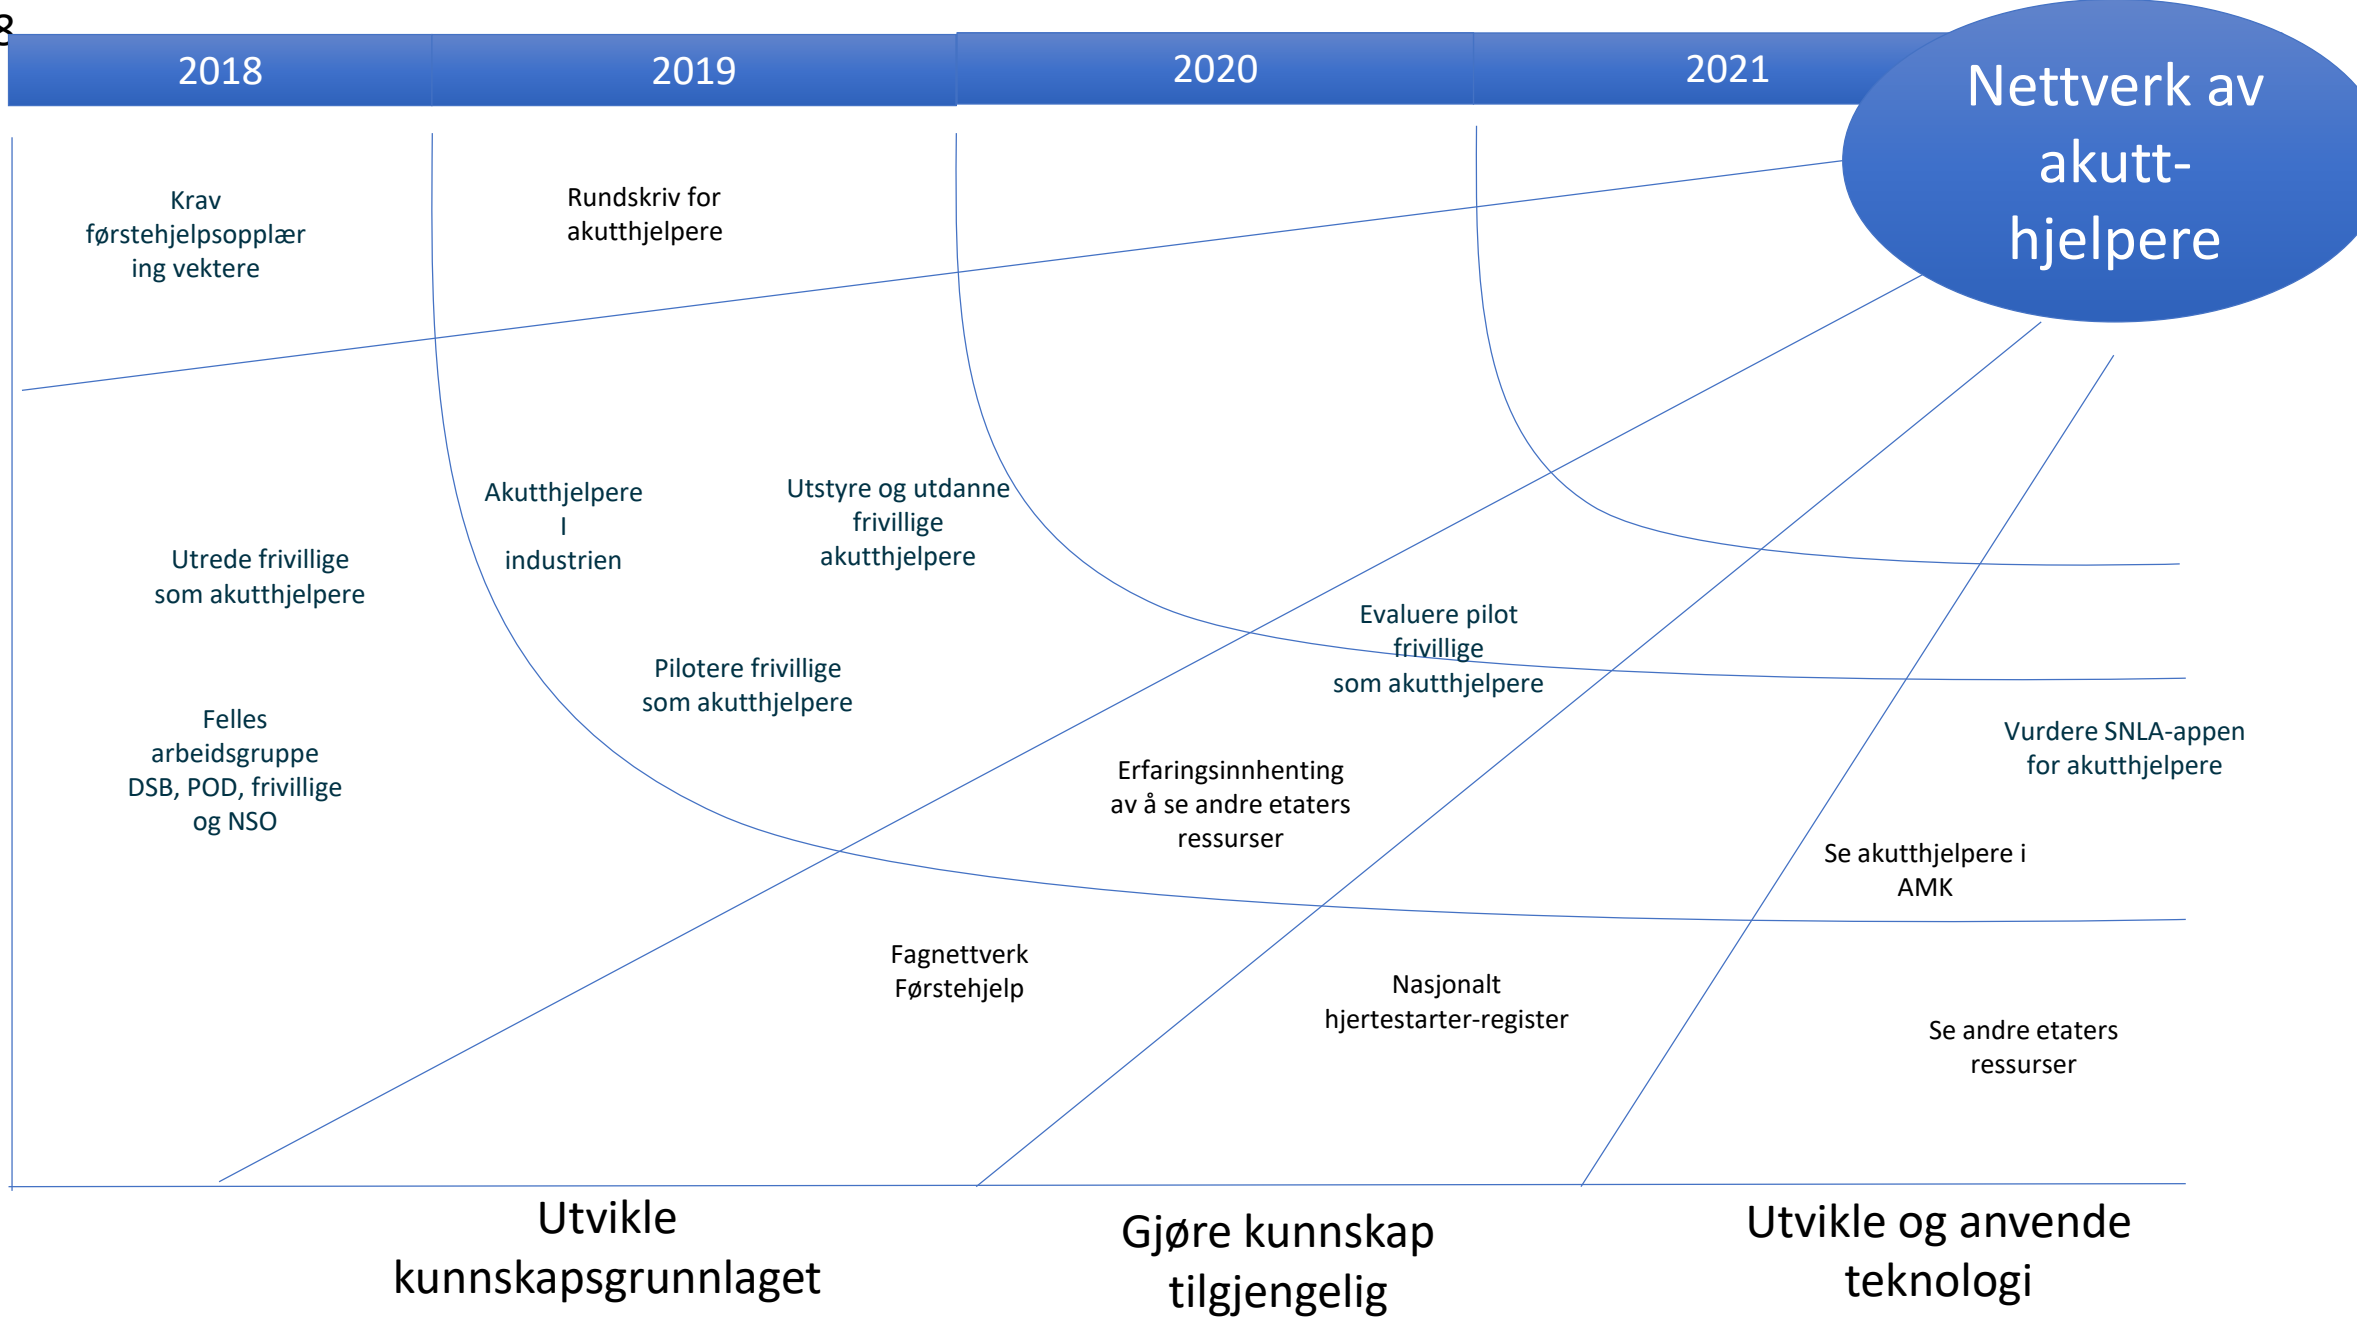 8
2018
2019
2020
2021
Nettverk av
akutt-
hjelpere
Krav
førstehjelpsopplær
ing vektere
Rundskriv for
akutthjelpere
Akutthjelpere
I
industrien
Utstyre og utdanne
frivillige
akutthjelpere
Utrede frivillige
som akutthjelpere
Evaluere pilot
frivillige
som akutthjelpere
Pilotere frivillige
som akutthjelpere
Felles
arbeidsgruppe
DSB, POD, frivillige
og NSO
Vurdere SNLA-appen
for akutthjelpere
Erfaringsinnhenting
av å se andre etaters
ressurser
Se akutthjelpere i
AMK
Fagnettverk
Førstehjelp
Nasjonalt
hjertestarter-register
Se andre etaters
ressurser
Utvikle
kunnskapsgrunnlaget
Gjøre kunnskap
tilgjengelig
Utvikle og anvende
teknologi